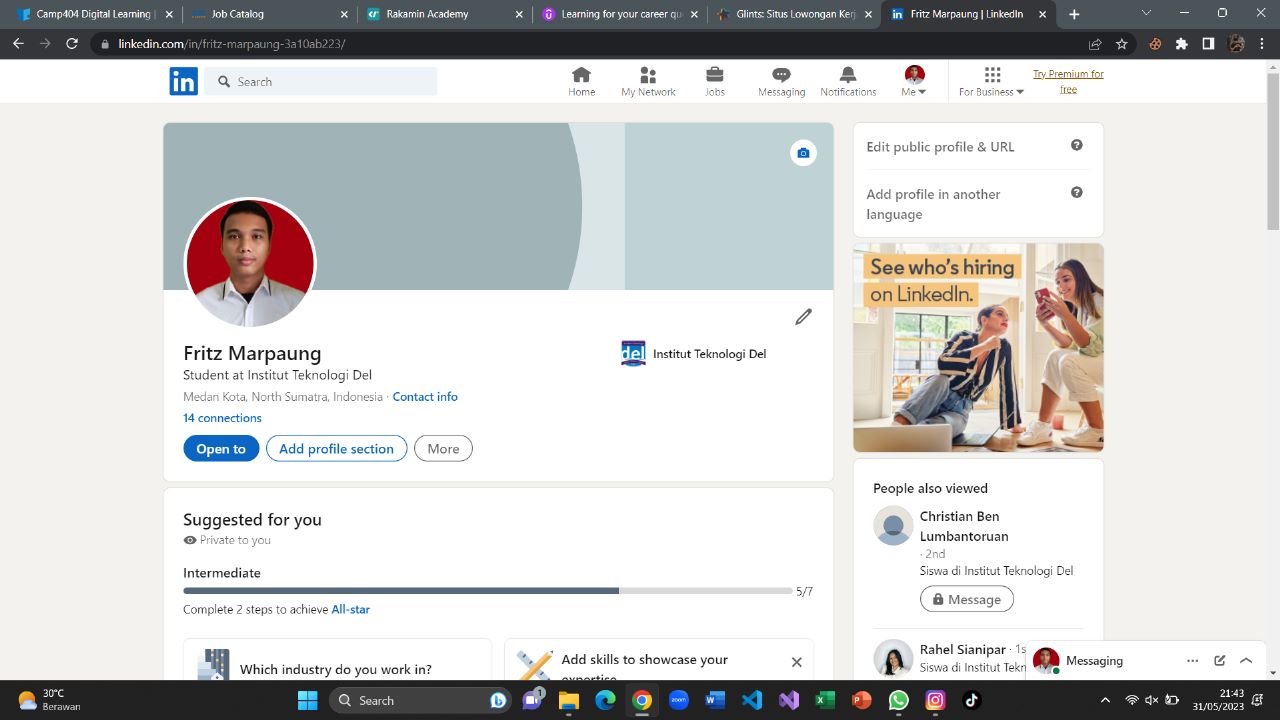 Camp404 Digital Learning |
Job Catalog
Rakamin Academy
Learning for your career qu
Glints: Situs Lowongan Kerj
Fritz Marpaung | LinkedIn
linkedin.com/in/fritz-marpaung-3a10ab223/
in
Search
Home
My Network
Jobs
Messaging
Notifications
Me
For Business
Try Premium for
free
Fritz Marpaung
Student at Institut Teknologi Del
Medan Kota, North Sumatra, Indonesia · Contact info
14 connections
Open to
Add profile section
More
del
Institut Teknologi Del
Suggested for you
Private to you
Intermediate
5/7
Complete 2 steps to achieve All-star
Which industry do you work in?
Add skills to showcase your
expertise
Edit public profile & URL
Add profile in another
language
See who's hiring
on LinkedIn.
People also viewed
Christian Ben
Lumbantoruan
· 2nd
Siswa di Institut Teknologi Del
Message
Rahel Sianipar · 1s
Siswa di Institut Tekn
Messaging
30°C
Berawan
Search
1
zoom
21:43
31/05/2023